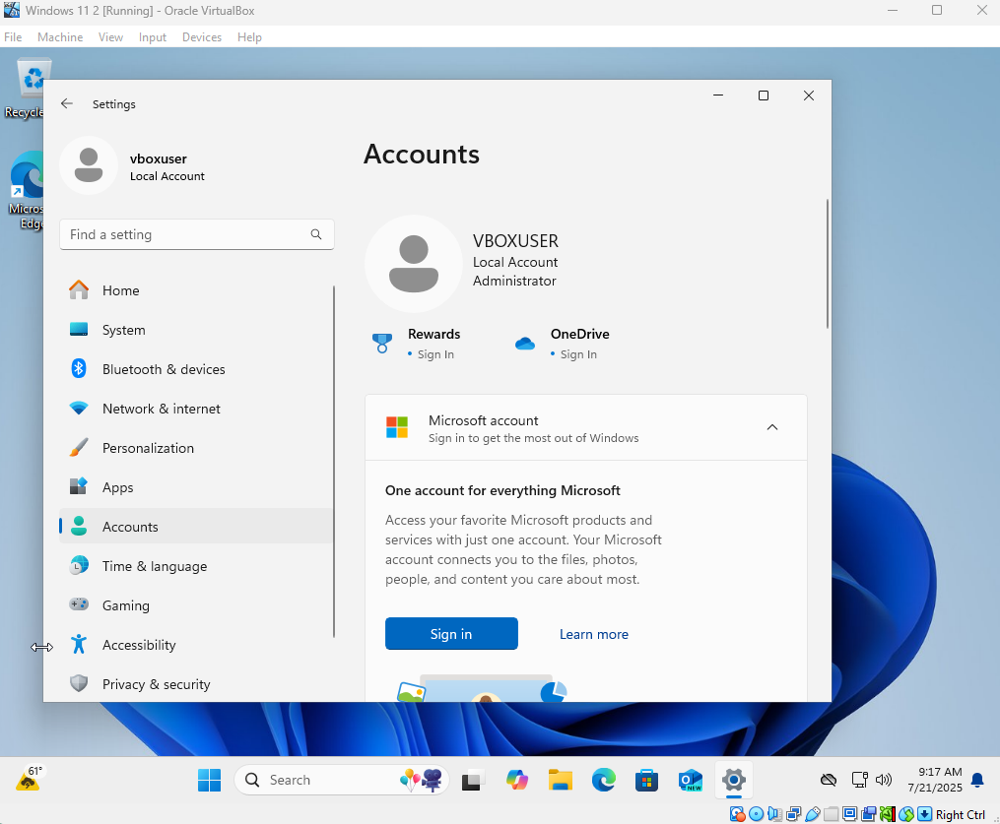 Windows 11 2 [Running] - Oracle VirtualBox
File Machine View Input Devices Help
Recycle
Micros
Edge
Settings
vboxuser
Local Account
Find a setting
Home
System
Bluetooth & devices
Network & internet
Personalization
Apps
Accounts
Time & language
Gaming
Accessibility
Privacy & security
Accounts
VBOXUSER
Local Account
Administrator
Rewards
• Sign In
OneDrive
• Sign In
Microsoft account
Sign in to get the most out of Windows
One account for everything Microsoft
Access your favorite Microsoft products and
services with just one account. Your Microsoft
account connects you to the files, photos,
people, and content you care about most.
Sign in
Learn more
61°
Search
NEW
9:17 AM
7/21/2025
Right Ctrl